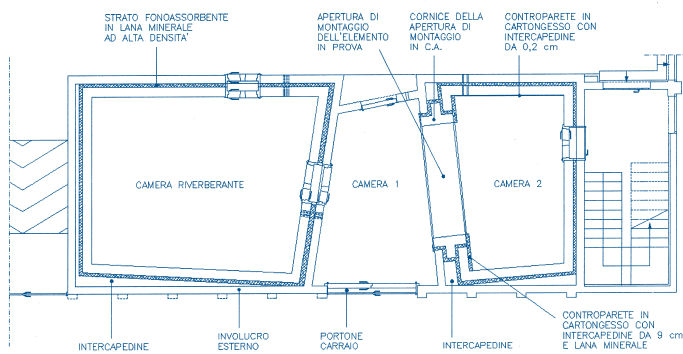 STRATO FONOASSORBENTE
IN LANA MINERALE
AD ALTA DENSITA'
APERTURA DI
MONTAGGIO
DELL'ELEMENTO
IN PROVA
CORNICE DELLA
APERTURA DI
MONTAGGIO
IN C.A.
CONTROPARETE IN
CARTONGESSO CON
INTERCAPEDINE
DA 0,2 cm
CAMERA RIVERBERANTE
CAMERA 1
CAMERA 2
INTERCAPEDINE
INVOLUCRO
ESTERNO
PORTONE
CARRAIO
INTERCAPEDINE
CONTROPARETE IN
CARTONGESSO CON
INTERCAPEDINE DA 9 cm
E LANA MINERALE